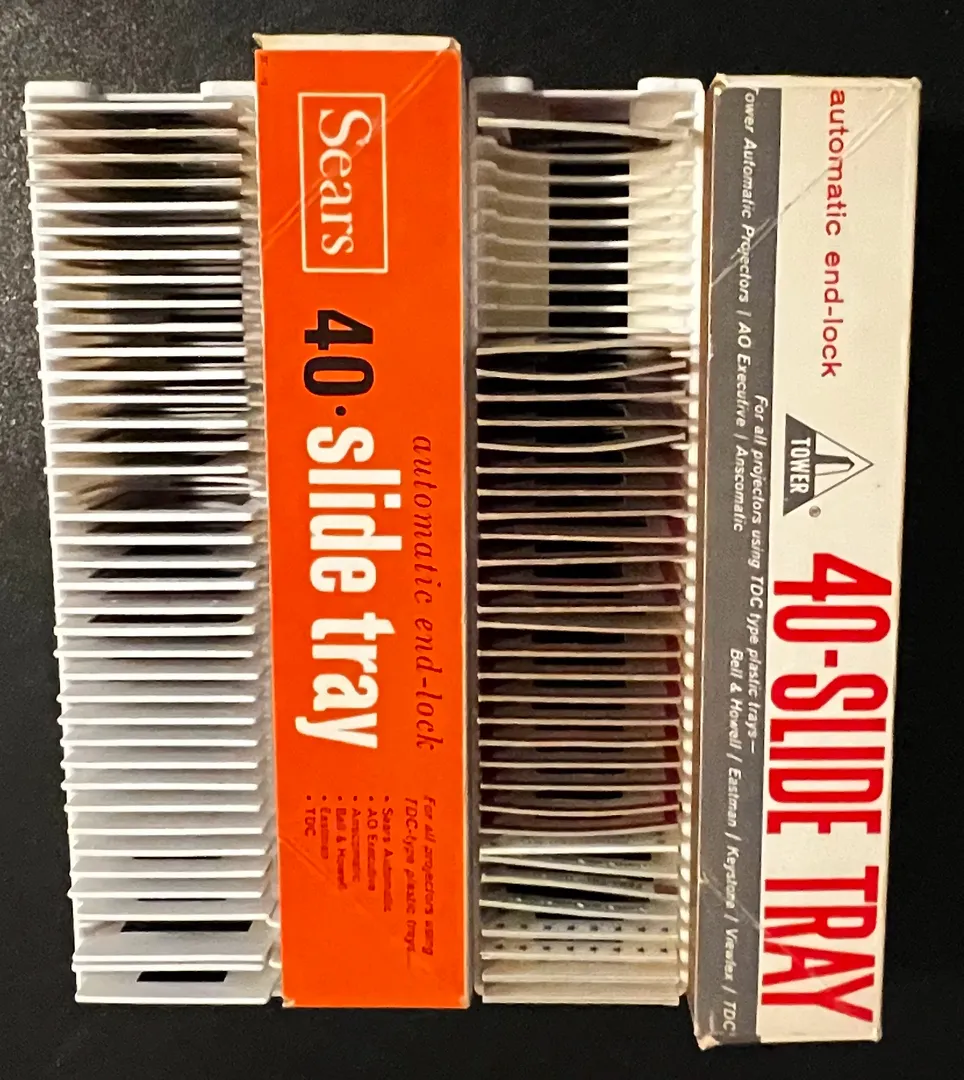 Sears
40·slide tray
automatic end-lock
For all projectors using
TDC-type plastic trays—
• Sears Automatic
• AO Executive
• Anscomatic
• Bell & Howell
• Eastman
• TDC
automatic end-lock
TOWER
®
40-SLIDE TRAY
For all projectors using TDC type plastic trays—
ower Automatic Projectors | AO Executive | Anscomatic
Bell & Howell / Eastman / Keystone / Viewlex / TDC